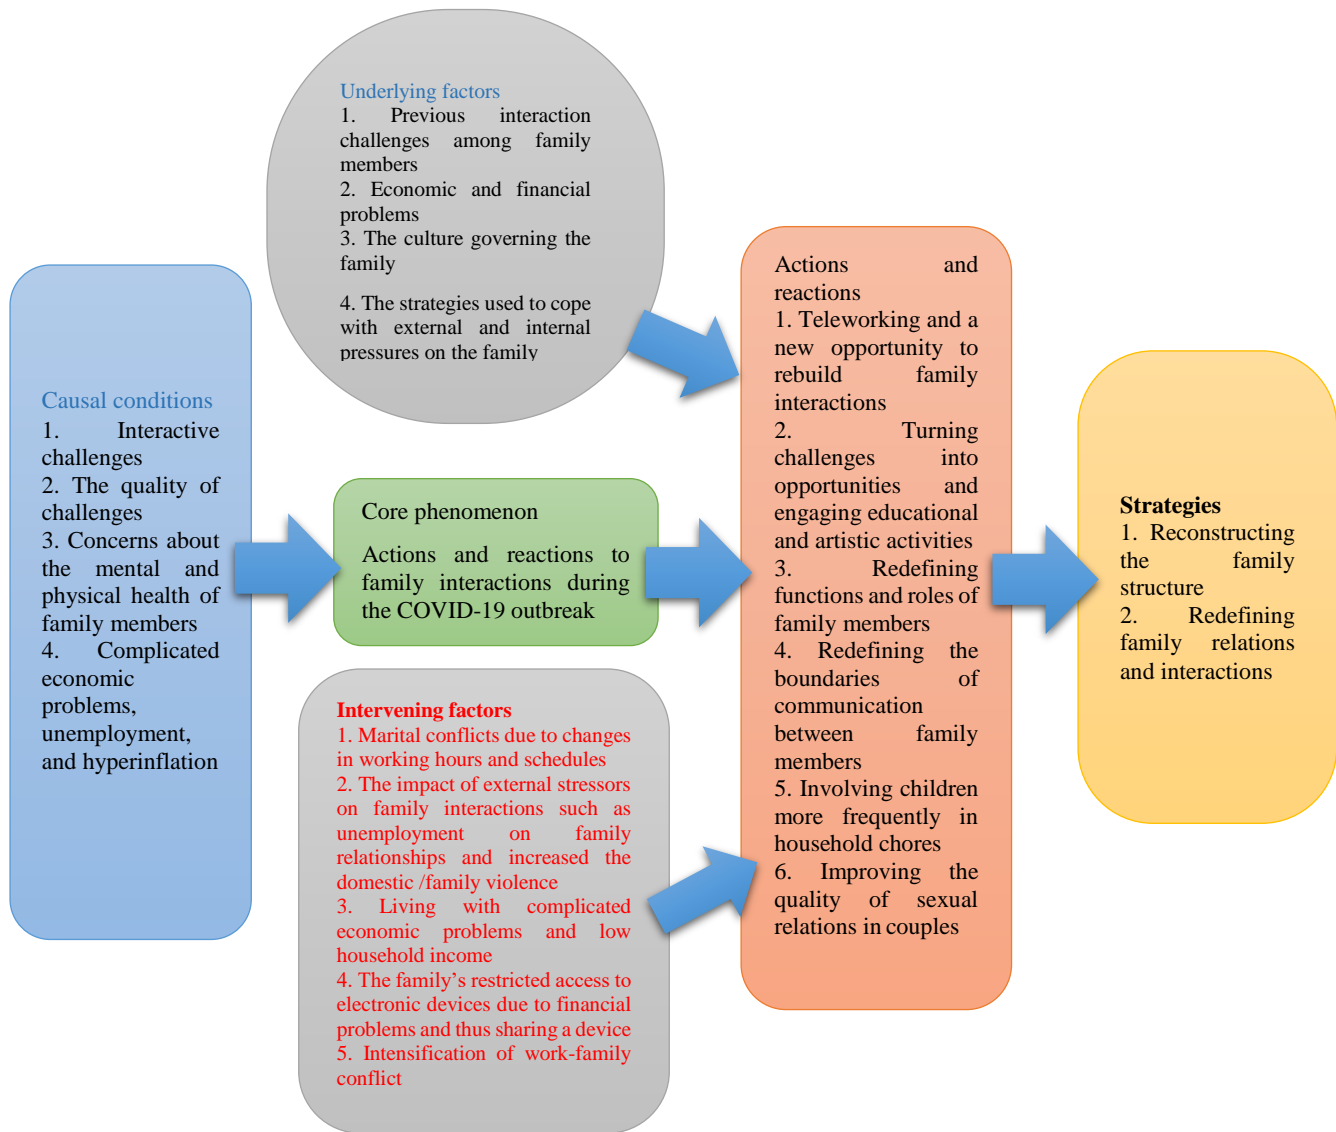 Underlying factors
1. Previous interaction
challenges among family
members
2. Economic and financial
problems
3. The culture governing the
family
4. The strategies used to cope
with external and internal
pressures on the family
Causal conditions
1. Interactive
challenges
2. The quality of
challenges
3. Concerns about
the mental and
physical health of
family members
4. Complicated
economic
problems,
unemployment,
and hyperinflation
Core phenomenon
Actions and reactions to
family interactions during
the COVID-19 outbreak
Intervening factors
1. Marital conflicts due to changes
in working hours and schedules
2. The impact of external stressors
on family interactions such as
unemployment on family
relationships and increased the
domestic /family violence
3. Living with complicated
economic problems and low
household income
4. The family’s restricted access to
electronic devices due to financial
problems and thus sharing a device
5. Intensification of work-family
conflict
Actions and
reactions
1. Teleworking and a
new opportunity to
rebuild family
interactions
2. Turning
challenges into
opportunities and
engaging educational
and artistic activities
3. Redefining
functions and roles of
family members
4. Redefining the
boundaries of
communication
between family
members
5. Involving children
more frequently in
household chores
6. Improving the
quality of sexual
relations in couples
Strategies
1. Reconstructing
the family
structure
2. Redefining
family relations
and interactions